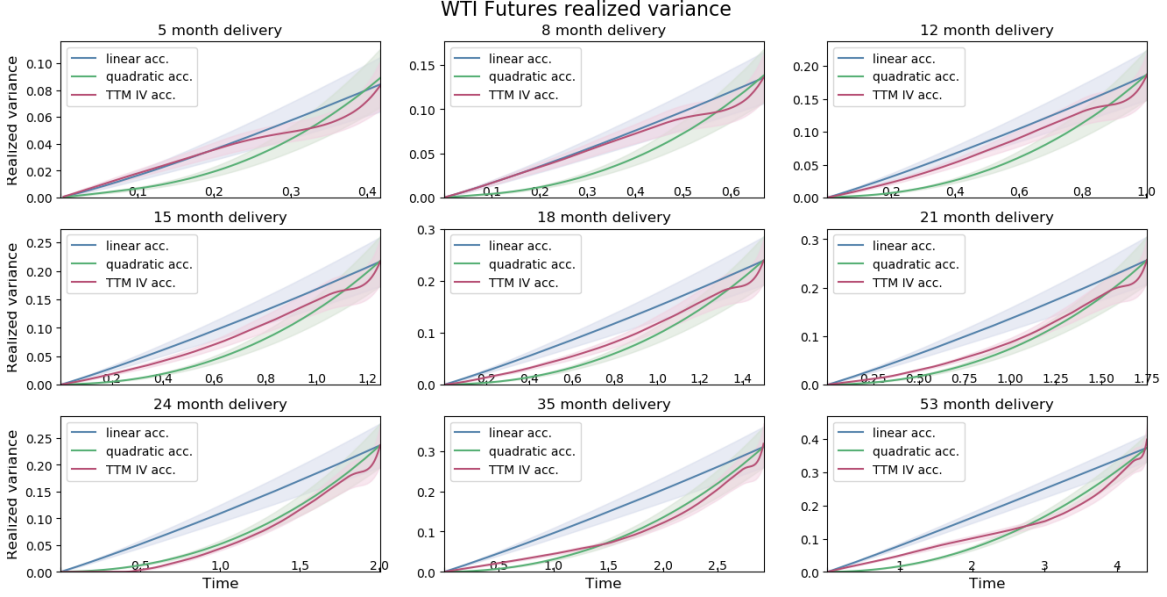 WTI Futures realized variance
5 month delivery
8 month delivery
12 month delivery
Realized variance
0.10
0.08
0.06
0.04
0.02
0.00
linear acc.
quadratic acc.
TTM IV acc.
0.1
0.2
0.3
0.4
0.15
0.10
0.05
0.00
linear acc.
quadratic acc.
TTM IV acc.
0.1
0.2
0.3
0.4
0.5
0.6
0.20
0.15
0.10
0.05
0.00
linear acc.
quadratic acc.
TTM IV acc.
0.2
0.4
0.6
0.8
1.0
15 month delivery
18 month delivery
21 month delivery
Realized variance
0.25
0.20
0.15
0.10
0.05
0.00
linear acc.
quadratic acc.
TTM IV acc.
0.2
0.4
0.6
0.8
1.0
1.2
0.3
0.2
0.1
0.0
linear acc.
quadratic acc.
TTM IV acc.
0.2
0.4
0.6
0.8
1.0
1.2
1.4
0.3
0.2
0.1
0.0
linear acc.
quadratic acc.
TTM IV acc.
0.25
0.50
0.75
1.00
1.25
1.50
1.75
24 month delivery
35 month delivery
53 month delivery
Realized variance
0.25
0.20
0.15
0.10
0.05
0.00
linear acc.
quadratic acc.
TTM IV acc.
0.5
1.0
1.5
2.0
Time
0.3
0.2
0.1
0.0
linear acc.
quadratic acc.
TTM IV acc.
0.5
1.0
1.5
2.0
2.5
Time
0.4
0.3
0.2
0.1
0.0
linear acc.
quadratic acc.
TTM IV acc.
1
2
3
4
Time